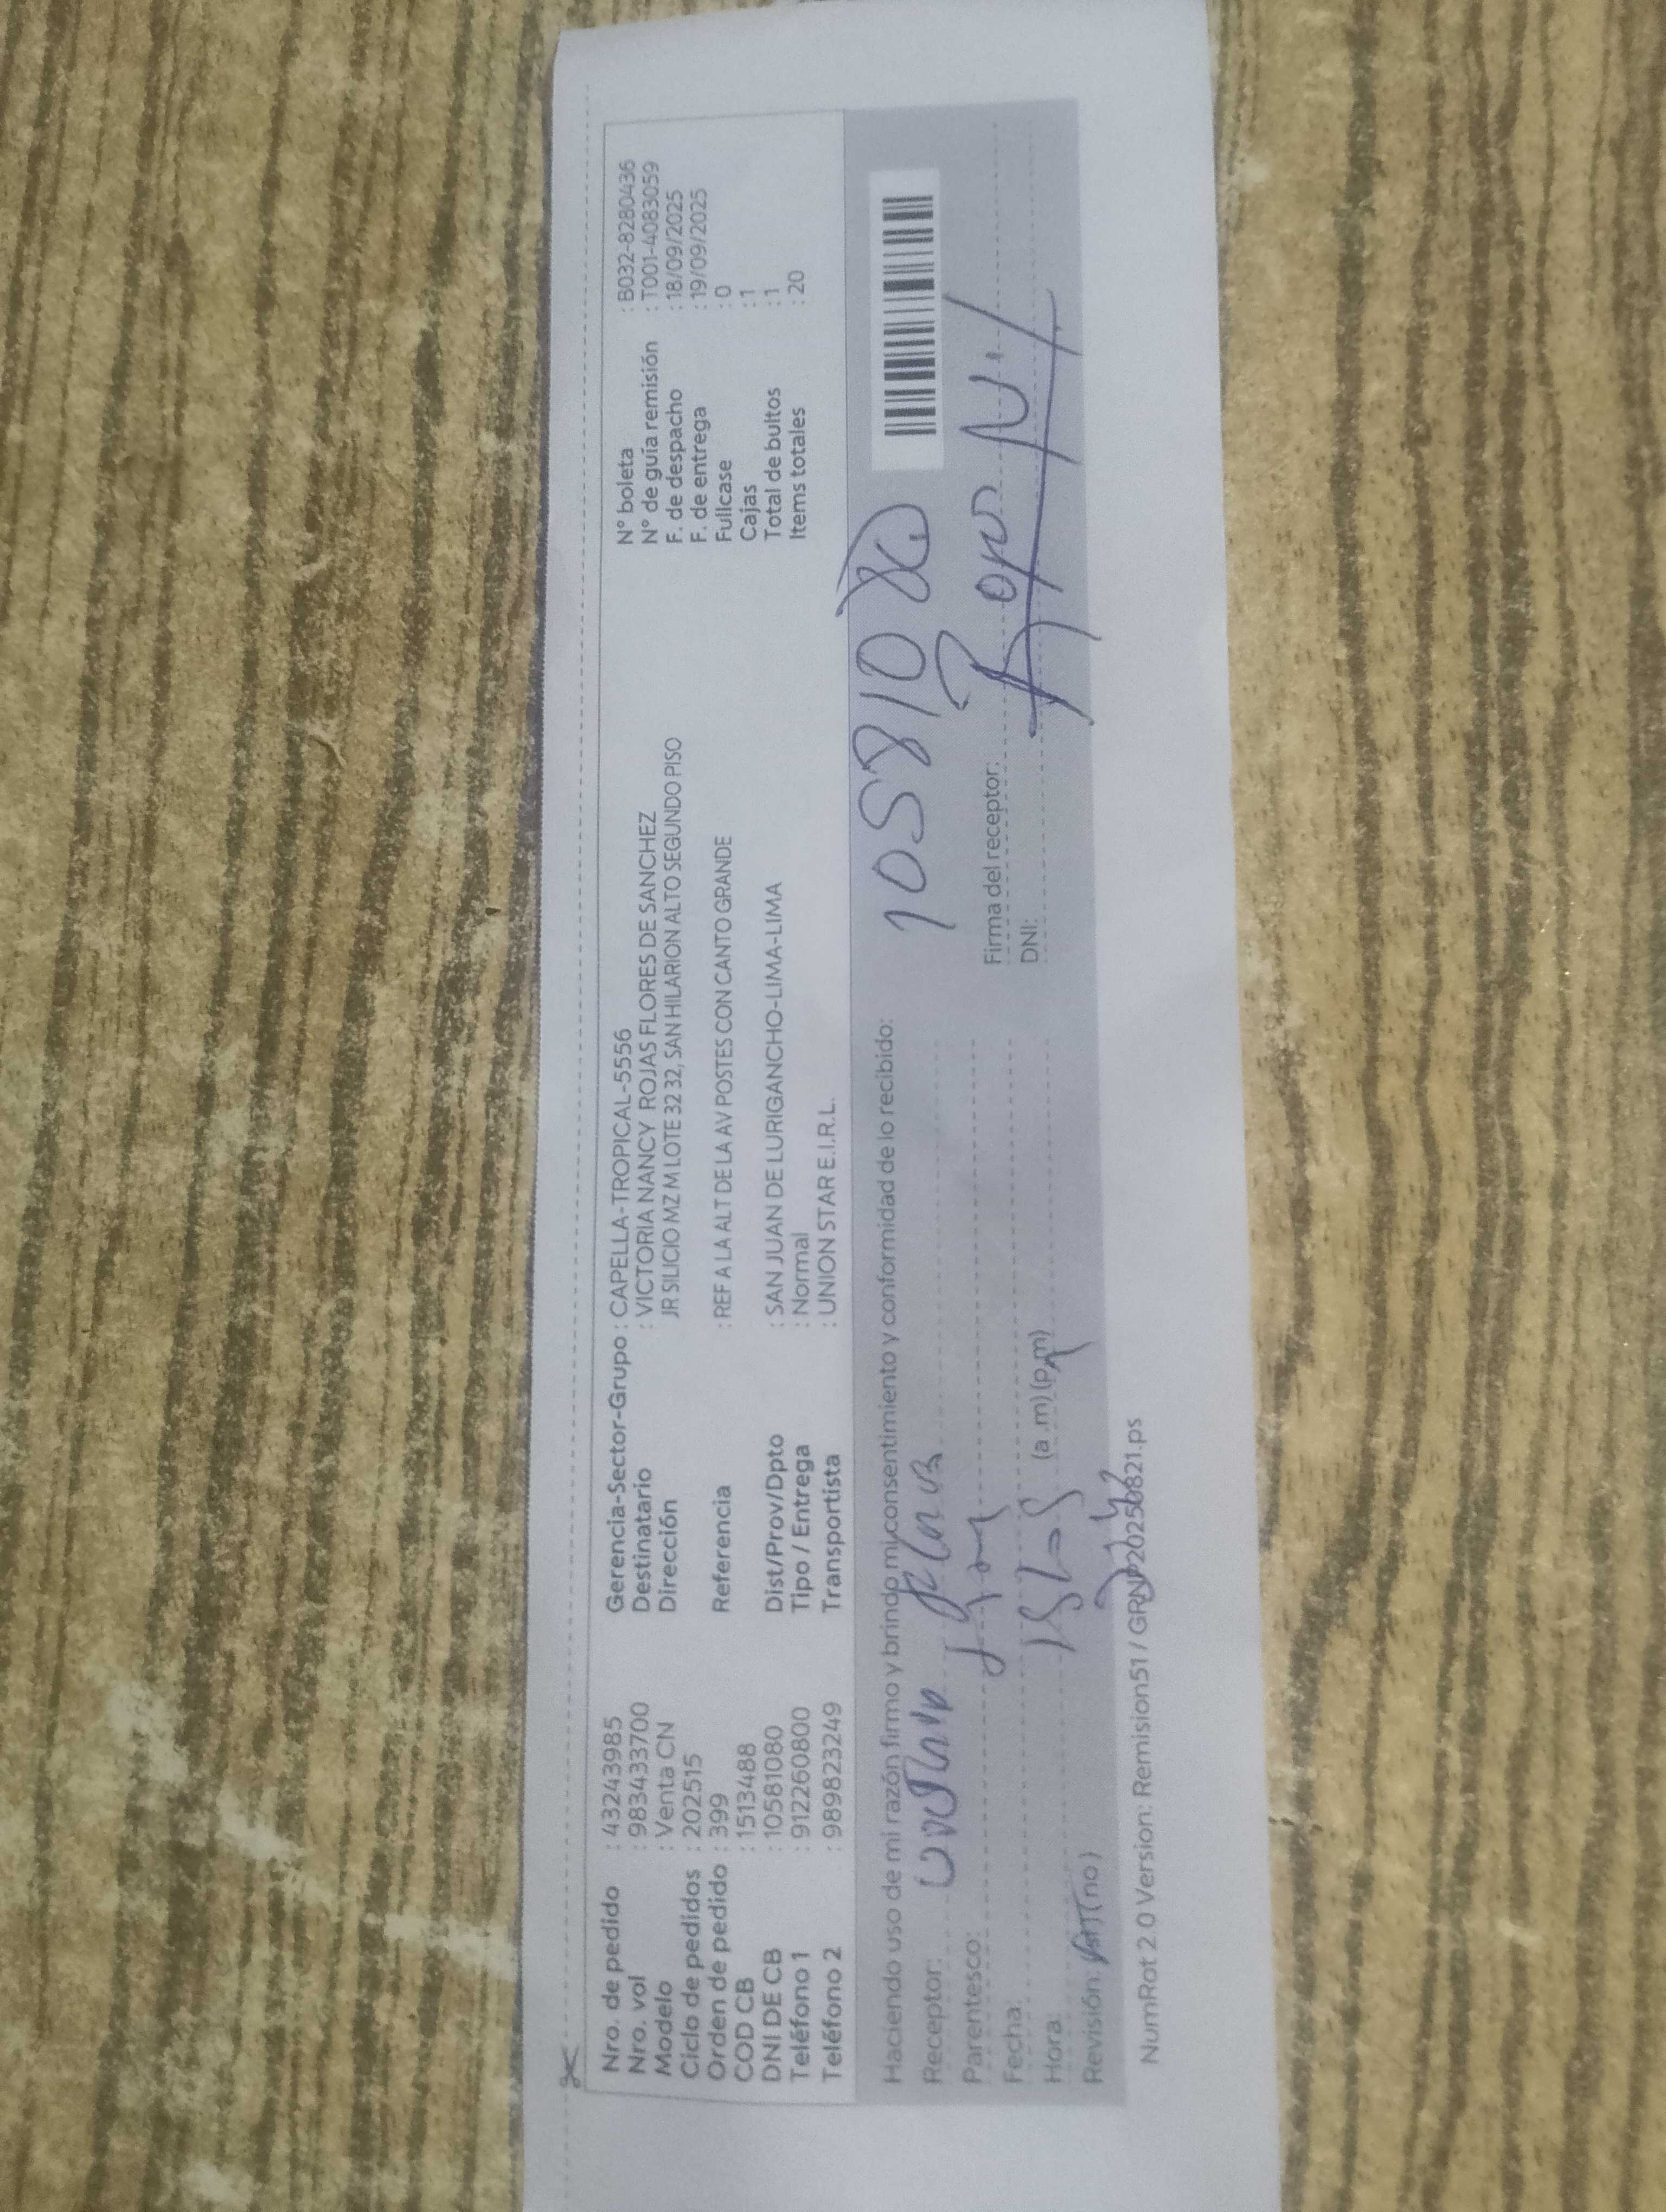 Nro. de pedido : 43243985
Nro. vol : 983433700
Modelo : Venta CN
Ciclo de pedidos : 202515
Orden de pedido : 399
COD CB : 1513488
DNI DE CB : 10581080
Teléfono 1 : 912260800
Teléfono 2 : 989823249
Gerencia-Sector-Grupo : CAPELLA-TROPICAL-5556
Destinatario : VICTORIA NANCY ROJAS FLORES DE SANCHEZ
Dirección JR SILICIO MZ M LOTE 32 32, SAN HILARION ALTO SEGUNDO PISO
Referencia : REF A LA ALT DE LA AV POSTES CON CANTO GRANDE
Dist/Prov/Dpto : SAN JUAN DE LURIGANCHO-LIMA-LIMA
Tipo / Entrega : Normal
Transportista : UNION STAR E.I.R.L.
N° boleta : B032-8280436
N° de guía remisión : T001-4083059
F. de despacho : 18/09/2025
F. de entrega : 19/09/2025
Fullcase : 0
Cajas : 1
Total de bultos : 1
Items totales : 20
Haciendo uso de mi razón firmo y brindo mi consentimiento y conformidad de lo recibido:
Receptor:
Parentesco:
Fecha:
Hora: (a.m) (p.m)
Revisión: (si) (no)
10581080
Firma del receptor:
DNI:
NumRot 2.0 Version: Remision51 / GRNP20250821.ps